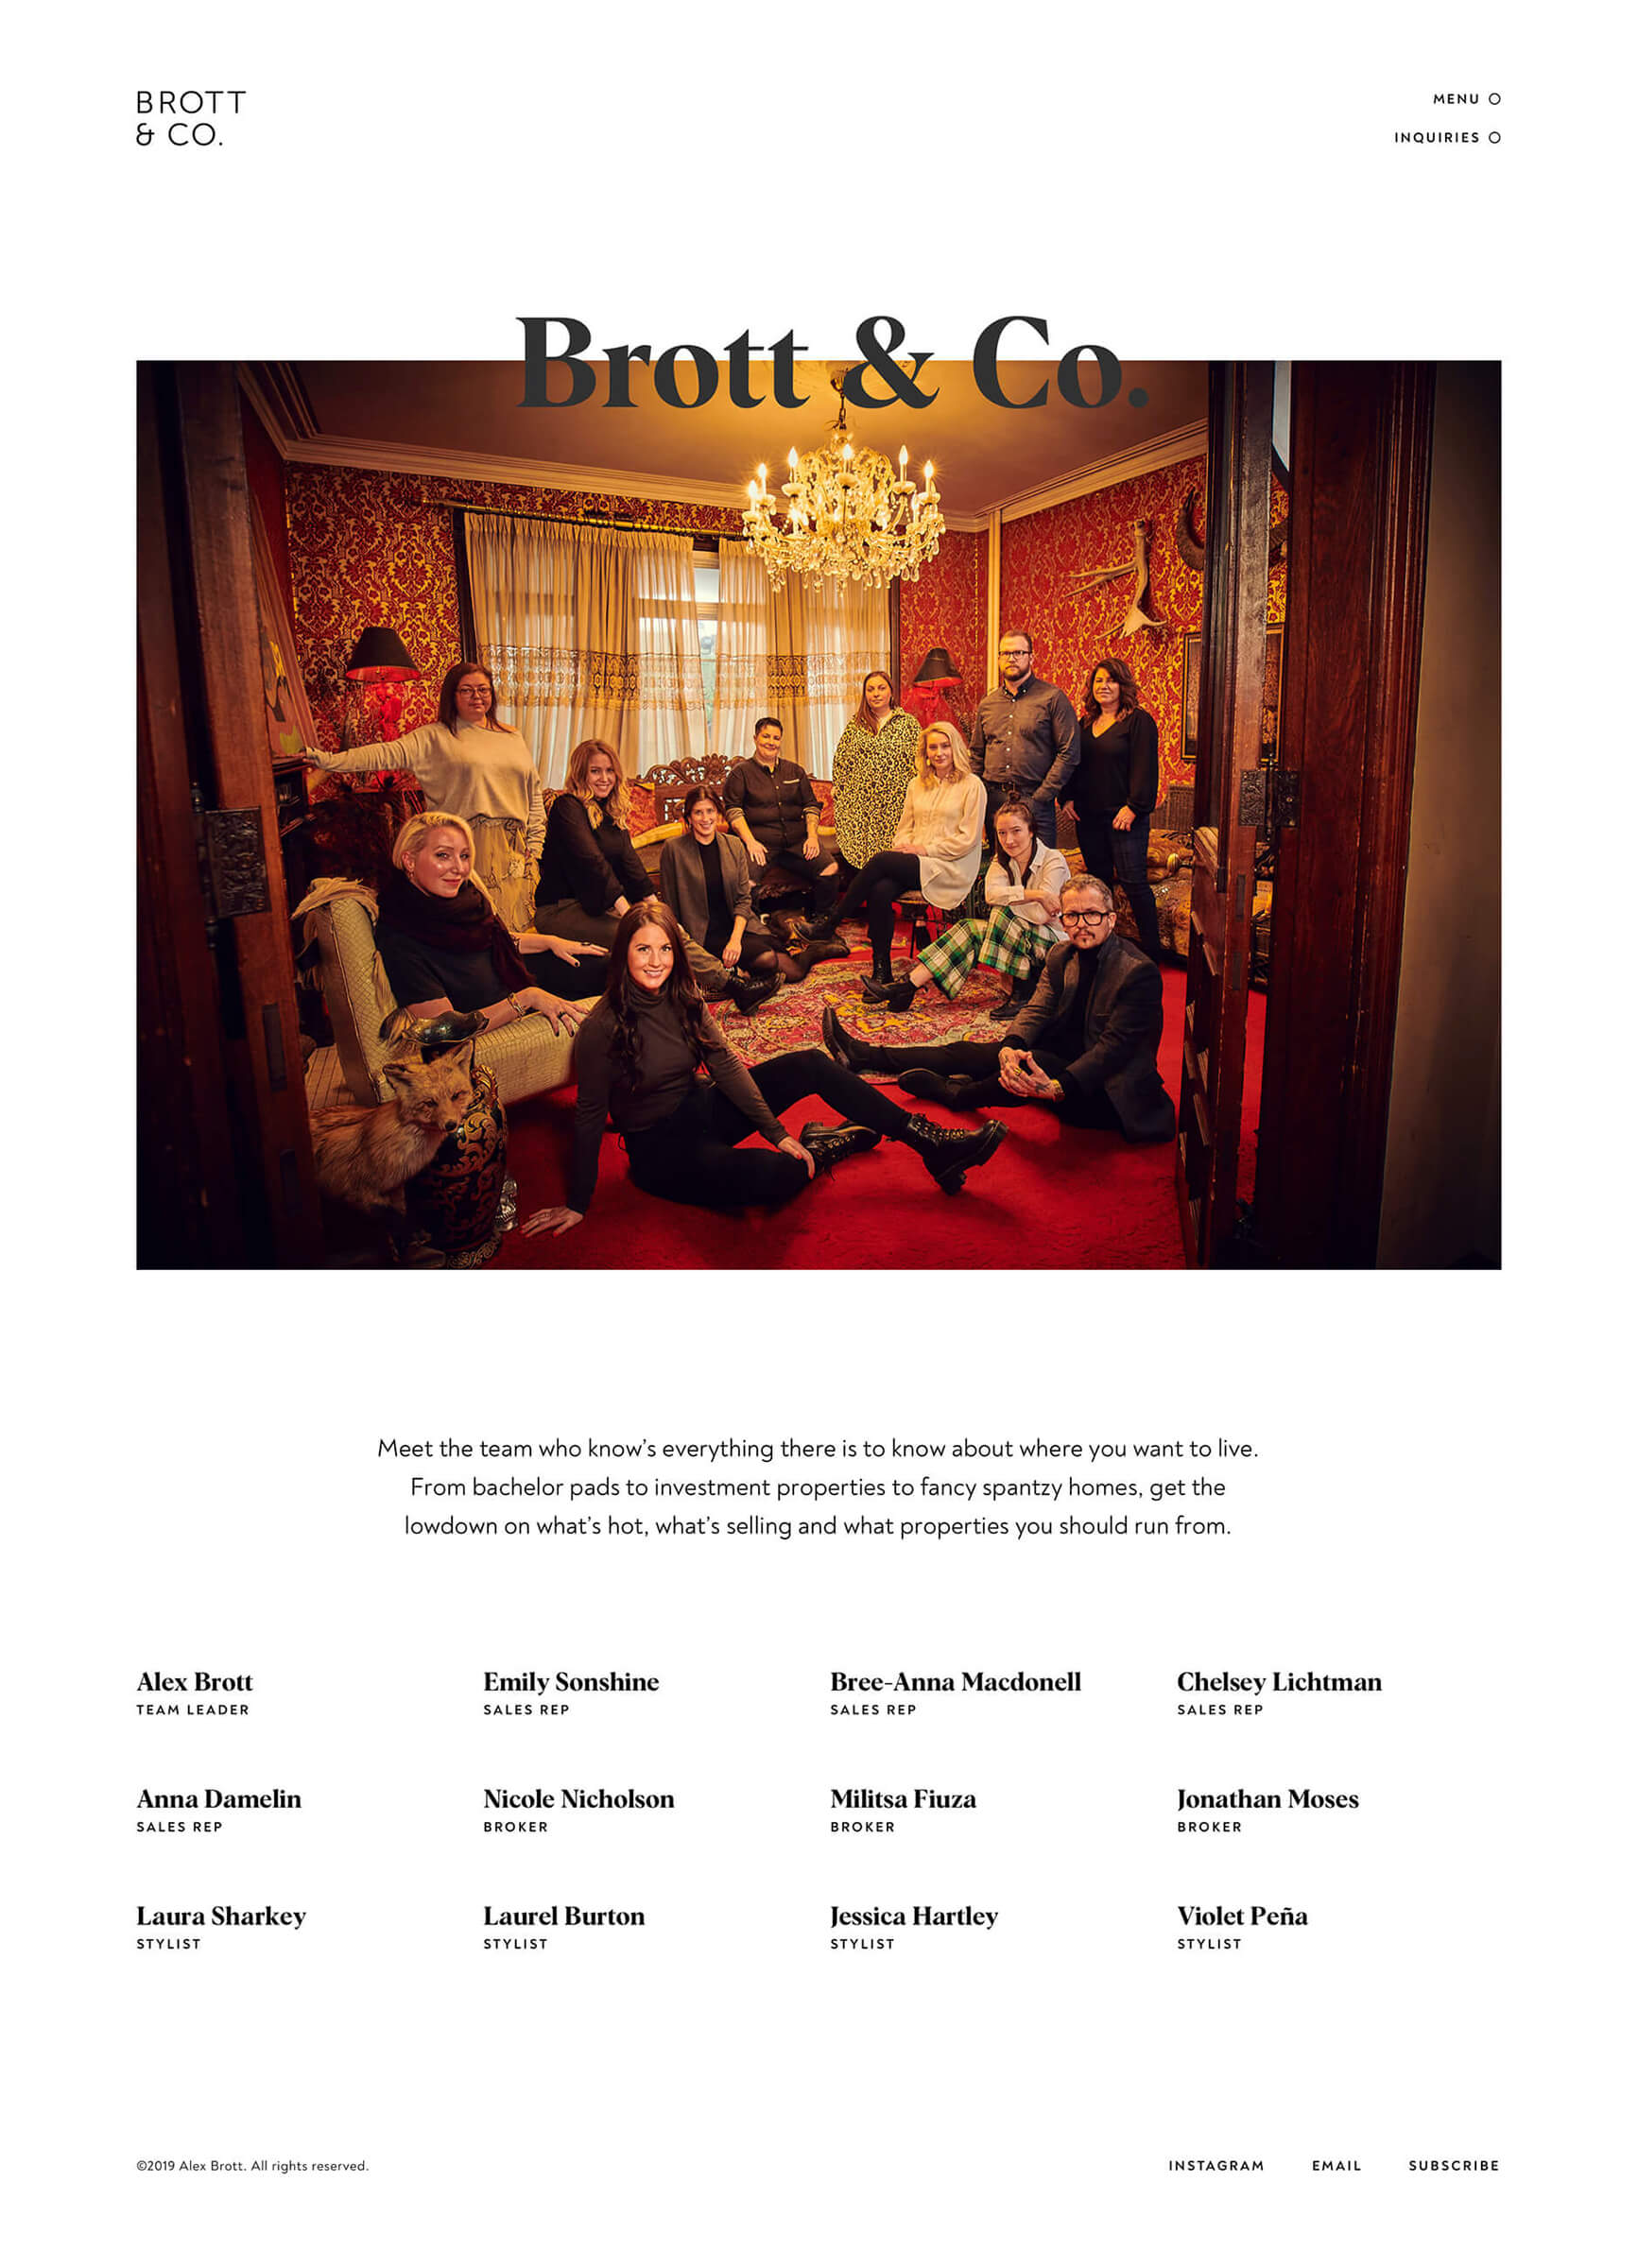 BROTT
& CO.
MENU
INQUIRIES
Brott & Co.
Meet the team who know’s everything there is to know about where you want to live.
From bachelor pads to investment properties to fancy spantzy homes, get the
lowdown on what’s hot, what’s selling and what properties you should run from.
Alex Brott
TEAM LEADER
Emily Sonshine
SALES REP
Bree-Anna Macdonell
SALES REP
Chelsey Lichtman
SALES REP
Anna Damelin
SALES REP
Nicole Nicholson
BROKER
Militsa Fiuza
BROKER
Jonathan Moses
BROKER
Laura Sharkey
STYLIST
Laurel Burton
STYLIST
Jessica Hartley
STYLIST
Violet Peña
STYLIST
©2019 Alex Brott. All rights reserved.
INSTAGRAM EMAIL SUBSCRIBE